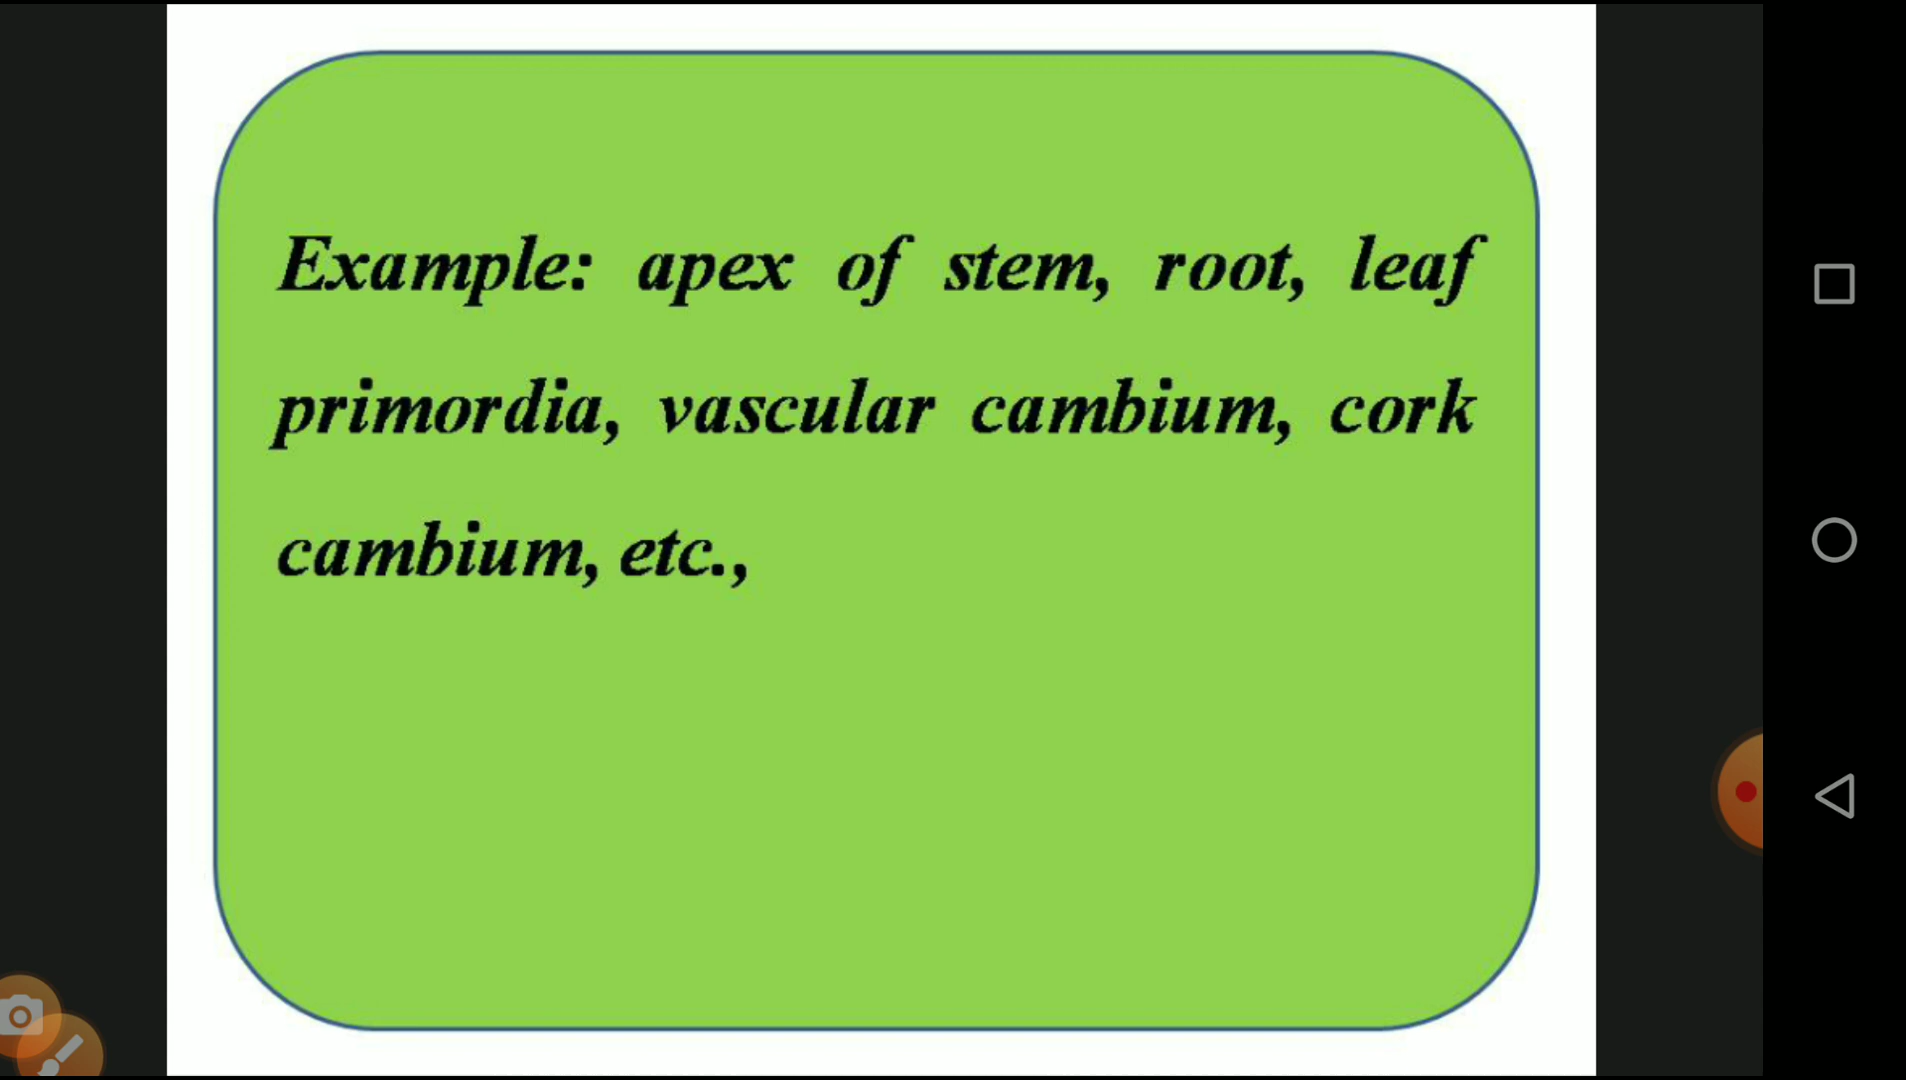 Example: apex of stem, root, leaf
primordia, vascular cambium, cork
cambium, etc.,